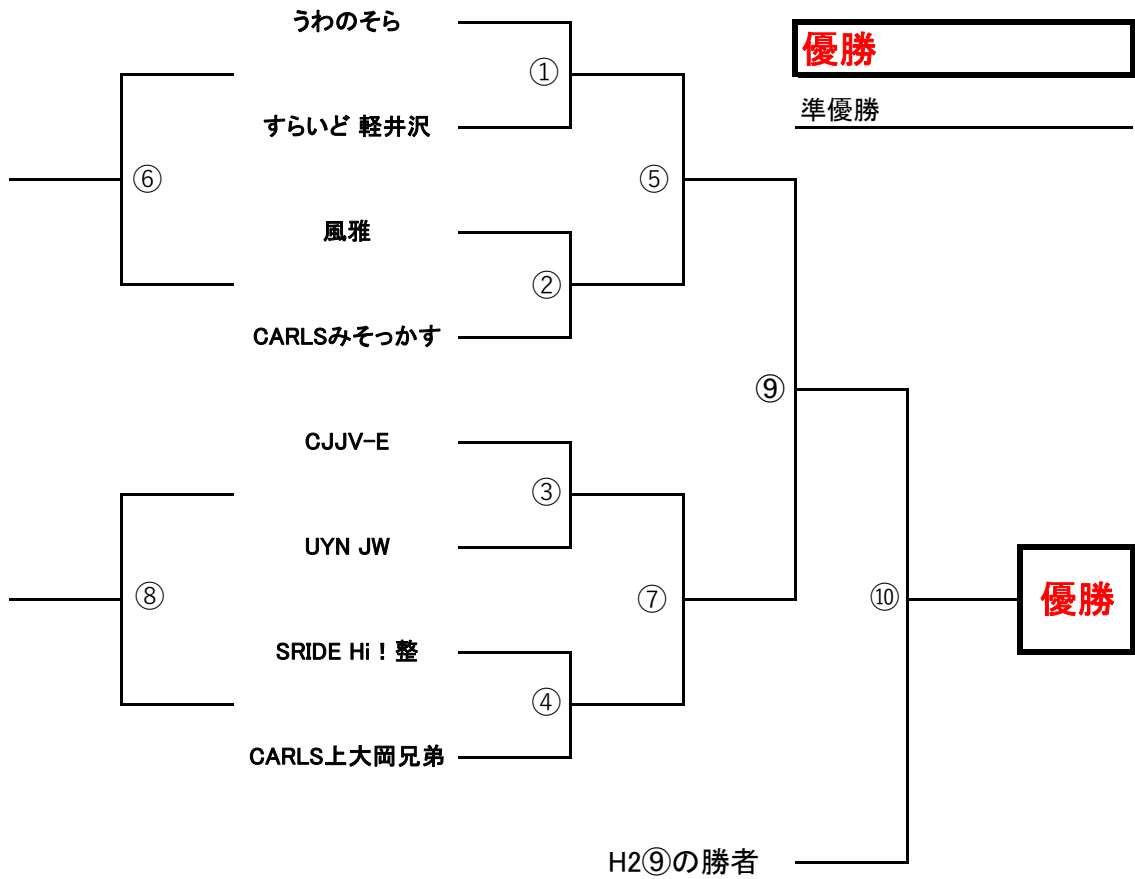 うわのそら
優勝
①
準優勝
すらいど 軽井沢
⑥
⑤
風雅
②
CARLSみそっかす
⑨
CJJV-E
③
UYN JW
⑧
⑦
⑩
優勝
SRIDE Hi！整
④
CARLS上大岡兄弟
H2⑨の勝者